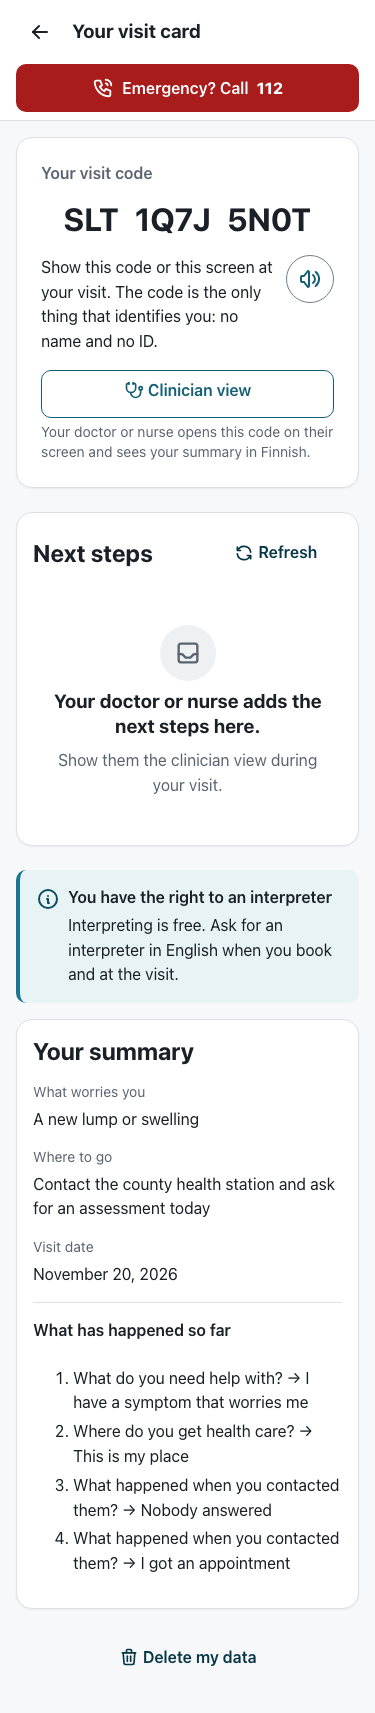 Your visit card
Emergency? Call 112
Your visit code
SLT 1Q7J 5N0T
Show this code or this screen at
your visit. The code is the only
thing that identifies you: no
name and no ID.
Clinician view
Your doctor or nurse opens this code on their
screen and sees your summary in Finnish.
Next steps
Refresh
Your doctor or nurse adds the
next steps here.
Show them the clinician view during
your visit.
You have the right to an interpreter
Interpreting is free. Ask for an
interpreter in English when you book
and at the visit.
Your summary
What worries you
A new lump or swelling
Where to go
Contact the county health station and ask
for an assessment today
Visit date
November 20, 2026
What has happened so far
1. What do you need help with? → I
have a symptom that worries me
2. Where do you get health care? →
This is my place
3. What happened when you contacted
them? → Nobody answered
4. What happened when you contacted
them? → I got an appointment
Delete my data